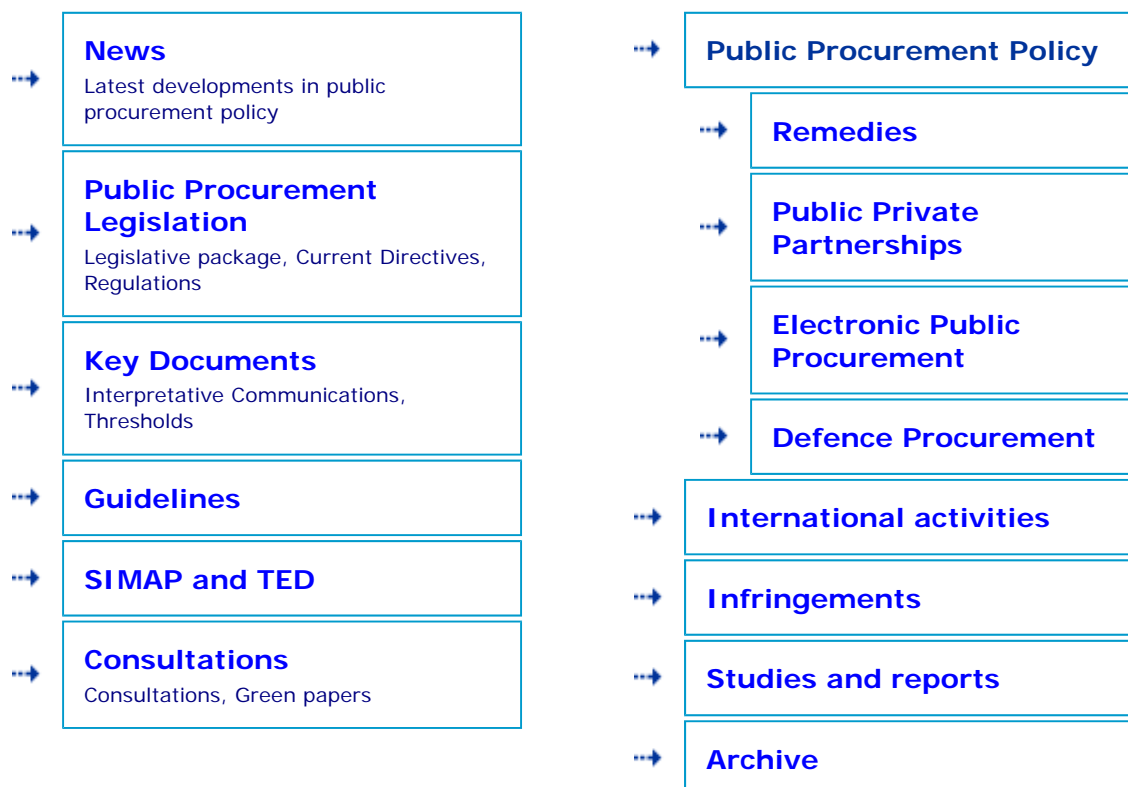 News
Latest developments in public
procurement policy
Public Procurement
Legislation
Legislative package, Current Directives,
Regulations
Key Documents
Interpretative Communications,
Thresholds
Guidelines
SIMAP and TED
Consultations
Consultations, Green papers
Public Procurement Policy
Remedies
Public Private
Partnerships
Electronic Public
Procurement
Defence Procurement
International activities
Infringements
Studies and reports
Archive